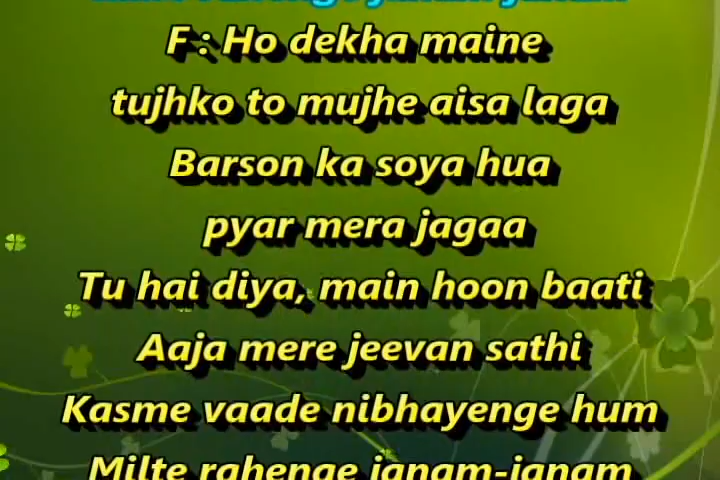 F : Ho dekha maine
tujhko to mujhe aisa laga
Barson ka soya hua
pyar mera jagaa
Tu hai diya, main hoon baati
Aaja mere jeevan sathi
Kasme vaade nibhayenge hum
Milte rahenge janam-janam